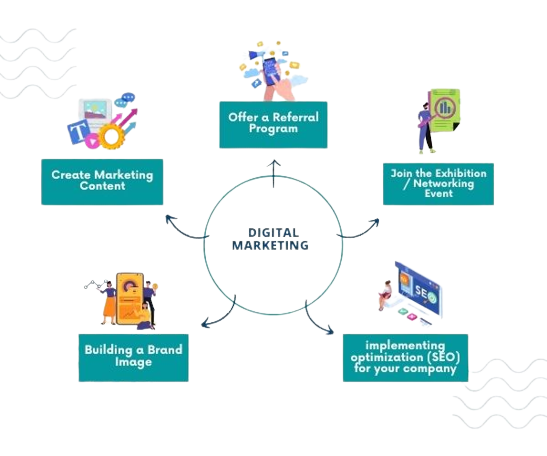 Offer a Referral
Program
Create Marketing
Content
T
Join the Exhibition
/ Networking
Event
DIGITAL
MARKETING
Building a Brand
Image
SEO
implementing
optimization (SEO)
for your company